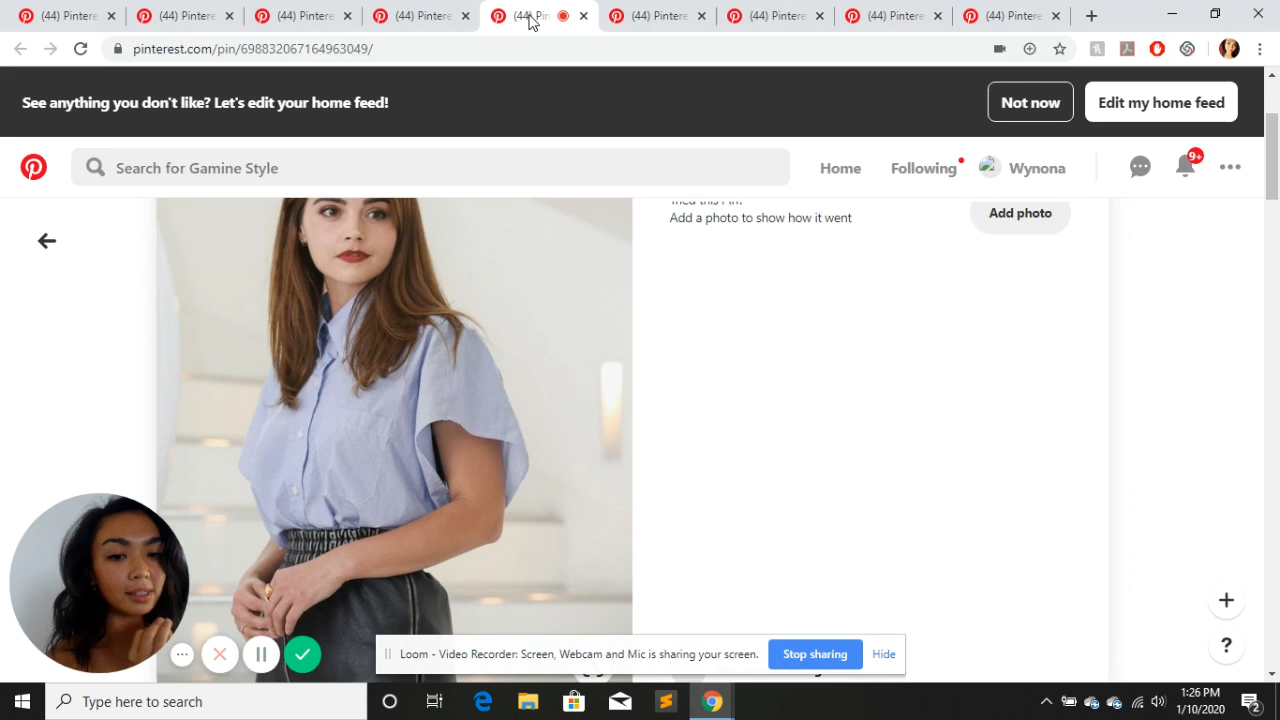 (44) Pintere
(44) Pintere
(44) Pintere
(44) Pintere
(44) Pin
(44) Pintere
(44) Pintere
(44) Pintere
(44) Pintere
pinterest.com/pin/698832067164963049/
See anything you don't like? Let's edit your home feed!
Not now
Edit my home feed
Search for Gamine Style
Home
Following
Wynona
9+
Add a photo to show how it went
Add photo
Loom - Video Recorder: Screen, Webcam and Mic is sharing your screen.
Stop sharing
Hide
?
Type here to search
1:26 PM
1/10/2020
2